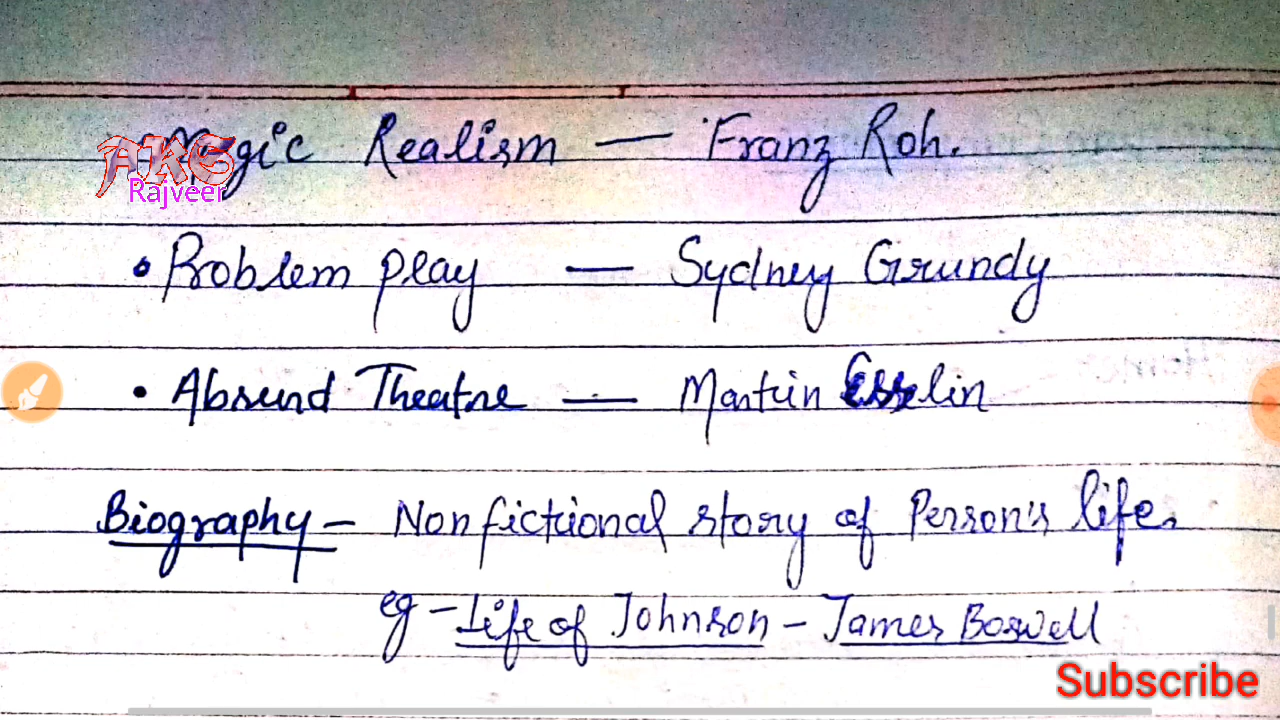 Magic Realism — Franz Roh.
AKS
Rajveer
• Problem play — Sydney Grundy
• Absurd Theatre — Martin Esslin
Biography – Nonfictional story of Person's life.
eg – Life of Johnson – James Boswell
Subscribe